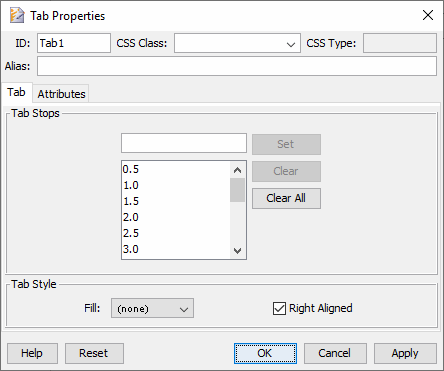 Tab Properties
ID: Tab1 CSS Class: CSS Type:
Alias:
Tab Attributes
Tab Stops
Set
0.5
Clear
1.0
1.5
Clear All
2.0
2.5
3.0
Tab Style
Fill: (none) Right Aligned
Help Reset OK Cancel Apply